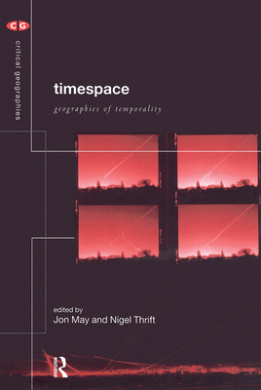 CG
critical geographies
timespace
geographies of temporality
edited by
Jon May and Nigel Thrift
R